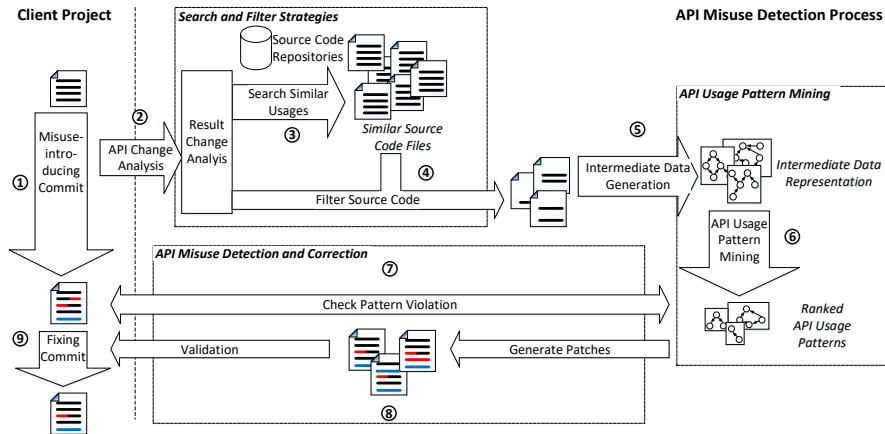 Client Project
Search and Filter Strategies
API Misuse Detection Process
Source Code
Repositories
API Usage Pattern Mining
Misuse-
introducing
Commit
①
②
API Change
Analysis
Result
Change
Analyis
Search Similar
Usages
③
Similar Source
Code Files
④
Filter Source Code
⑤
Intermediate Data
Generation
Intermediate Data
Representation
API Usage
Pattern
Mining
⑥
API Misuse Detection and Correction
⑦
Check Pattern Violation
Ranked
API Usage
Patterns
⑨
Fixing
Commit
Validation
Generate Patches
⑧